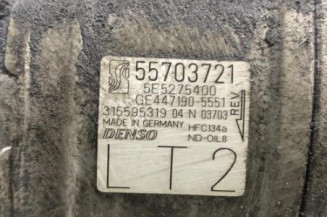 55703721
5E5275400
GE447190-5551
315595319 04 N 03703
MADE IN GERMANY HFC134a
DENSO ND-OIL8
REV
LT2